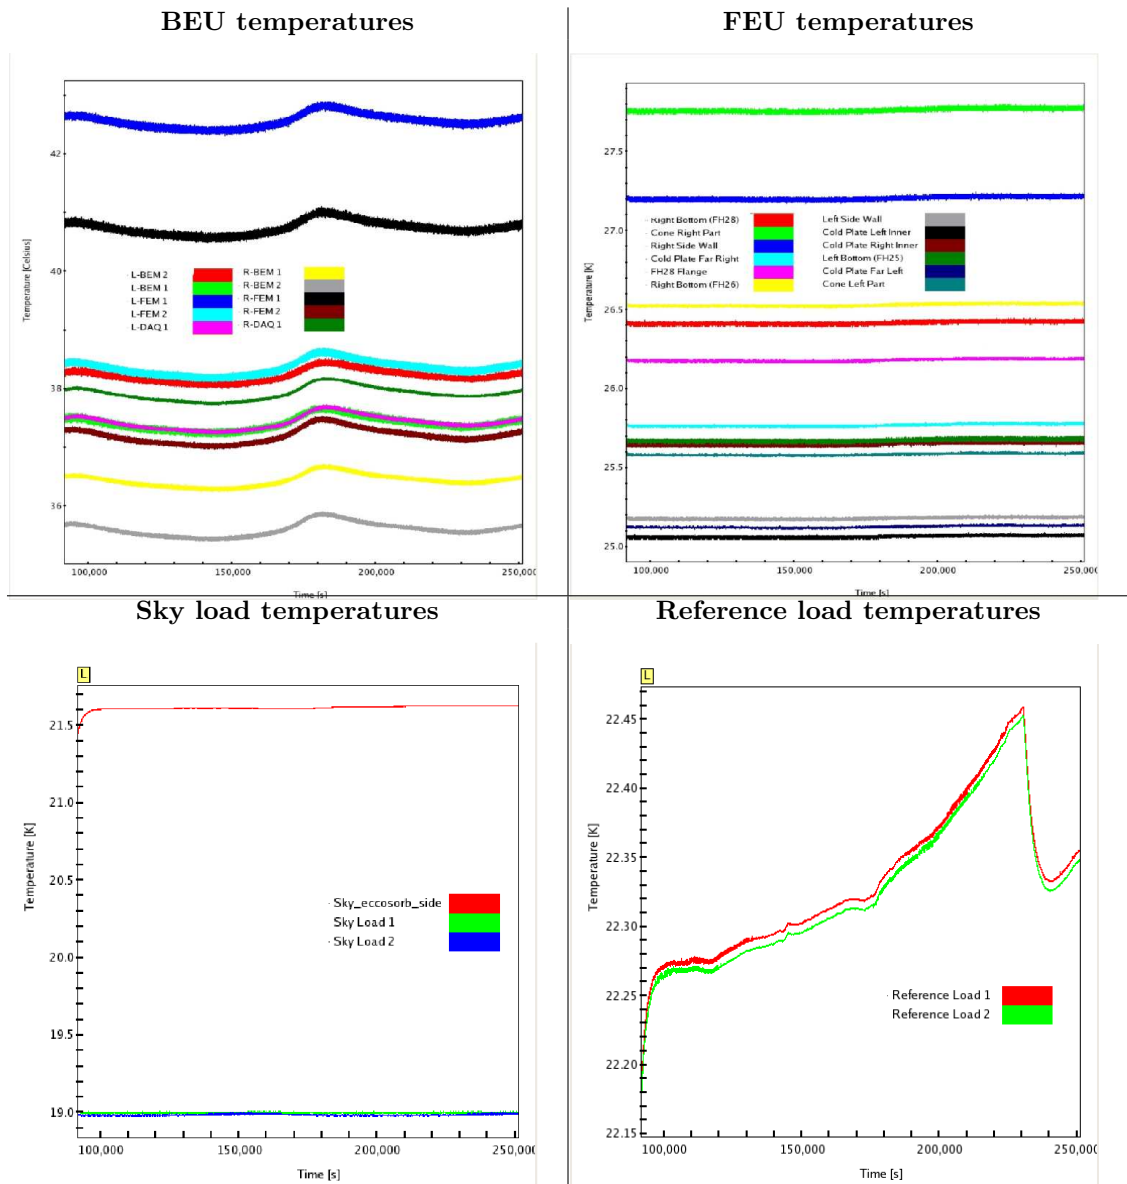 BEU temperatures
42
40
38
36
Temperature [Celsius]
L-BEM 2
L-BEM 1
L-FEM 1
L-FEM 2
L-DAQ 1
R-BEM 1
R-BEM 2
R-FEM 1
R-FEM 2
R-DAQ 1
100,000 150,000 200,000 250,000
Time [s]
FEU temperatures
27.5
27.0
26.5
26.0
25.5
25.0
Temperature [K]
Right Bottom (FH28)
Cone Right Part
Right Side Wall
Cold Plate Far Right
FH28 Flange
Right Bottom (FH26)
Left Side Wall
Cold Plate Left Inner
Cold Plate Right Inner
Left Bottom (FH25)
Cold Plate Far Left
Cone Left Part
100,000 150,000 200,000 250,000
Time [s]
Sky load temperatures
L
21.5
21.0
20.5
20.0
19.5
19.0
Temperature [K]
Sky_eccosorb_side
Sky Load 1
Sky Load 2
100,000 150,000 200,000 250,000
Time [s]
Reference load temperatures
L
22.45
22.40
22.35
22.30
22.25
22.20
22.15
Temperature [K]
Reference Load 1
Reference Load 2
100,000 150,000 200,000 250,000
Time [s]